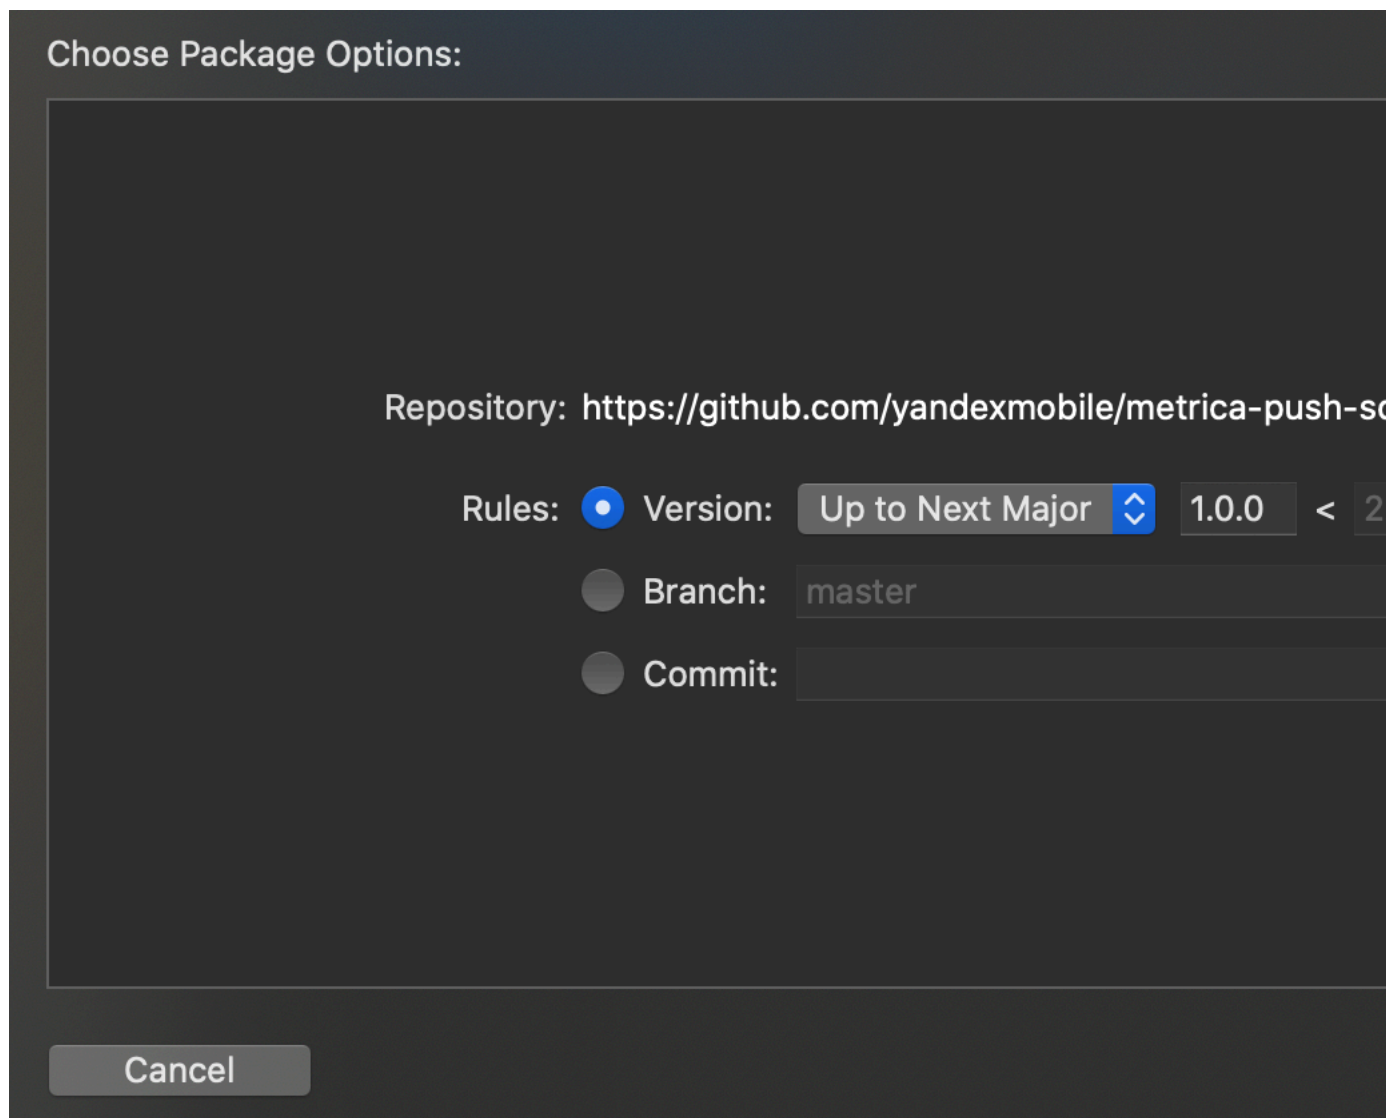 Choose Package Options:
Repository: https://github.com/yandexmobile/metrica-push-s
Rules: Version: Up to Next Major 1.0.0 < 2
Branch: master
Commit:
Cancel